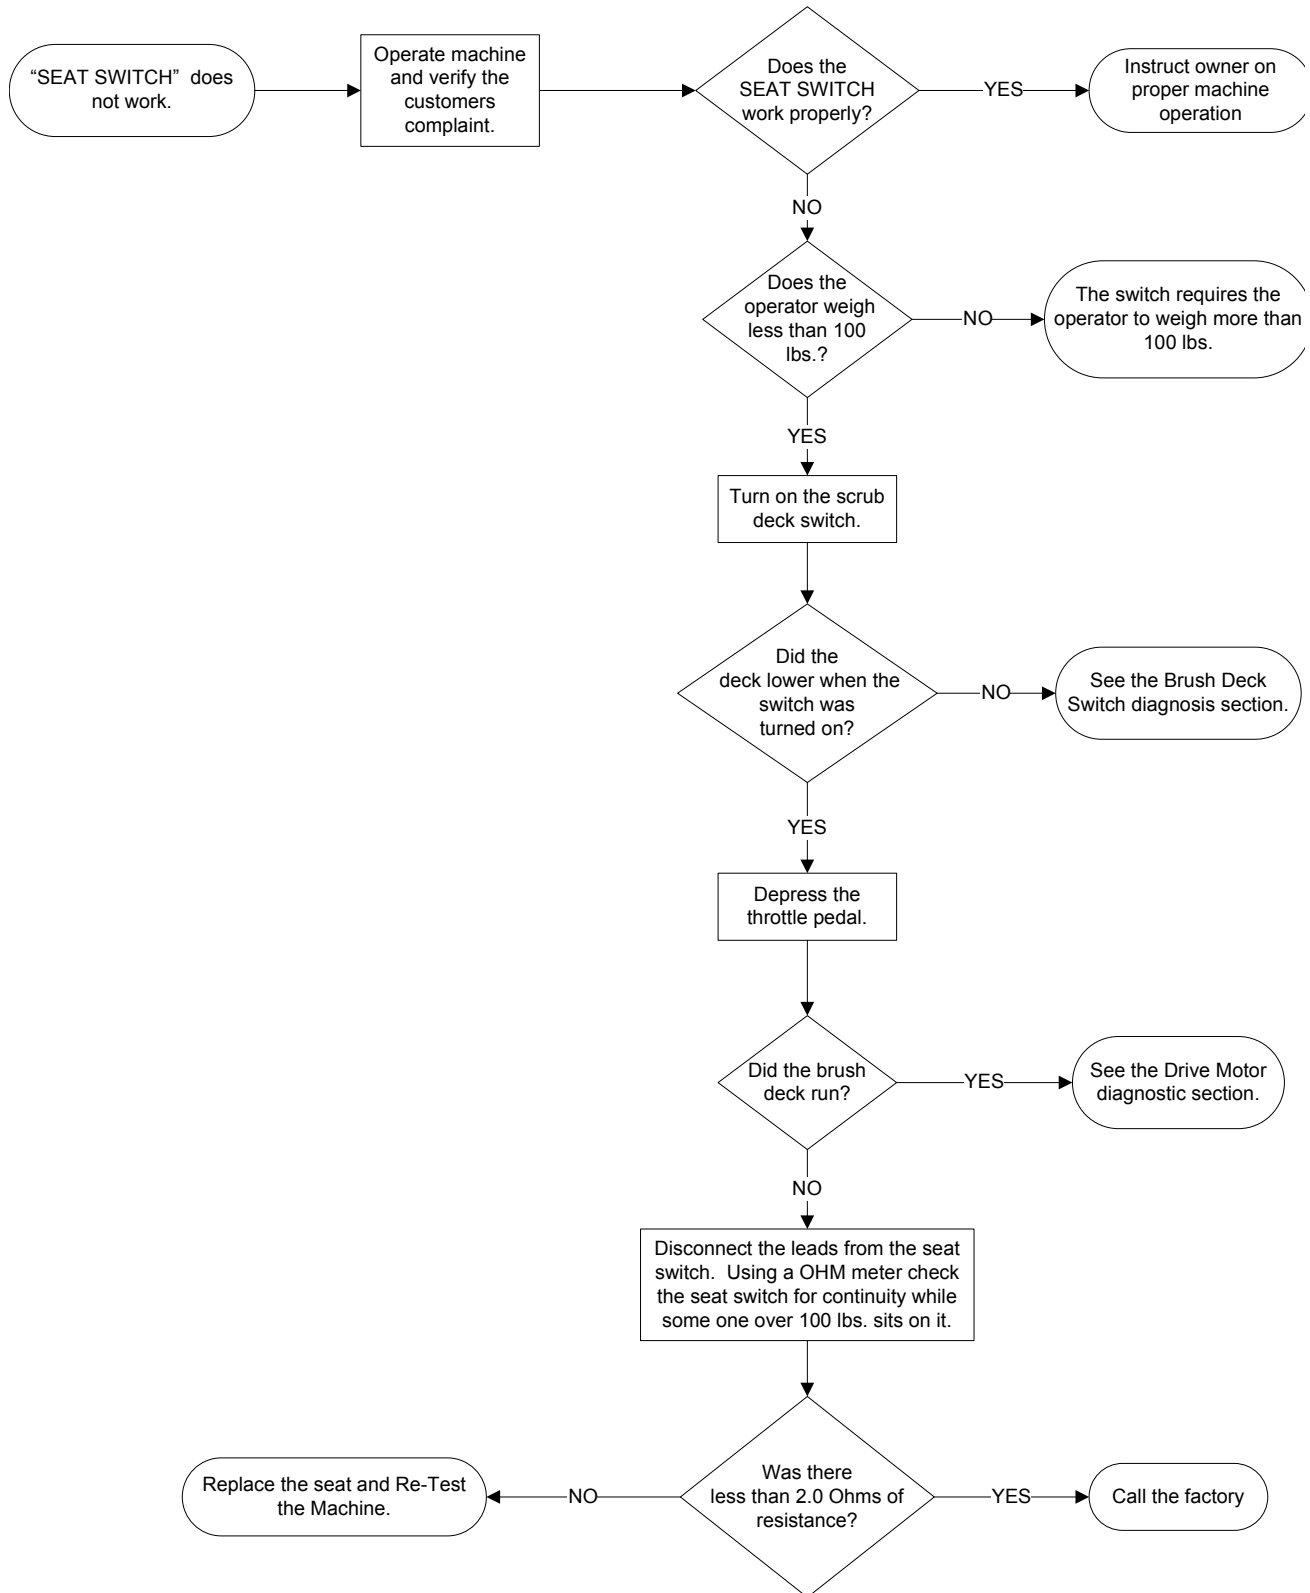 “SEAT SWITCH”  does
not work.
Operate machine
and verify the
customers
complaint.
Does the
SEAT SWITCH
work properly?
YES
Instruct owner on
proper machine
operation
NO
Does the
operator weigh
less than 100
lbs.?
NO
The switch requires the
operator to weigh more than
100 lbs.
YES
Turn on the scrub
deck switch.
Did the
deck lower when the
switch was
turned on?
NO
See the Brush Deck
Switch diagnosis section.
YES
Depress the
throttle pedal.
Did the brush
deck run?
YES
See the Drive Motor
diagnostic section.
NO
Disconnect the leads from the seat
switch.  Using a OHM meter check
the seat switch for continuity while
some one over 100 lbs. sits on it.
Was there
less than 2.0 Ohms of
resistance?
NO
Replace the seat and Re-Test
the Machine.
YES
Call the factory